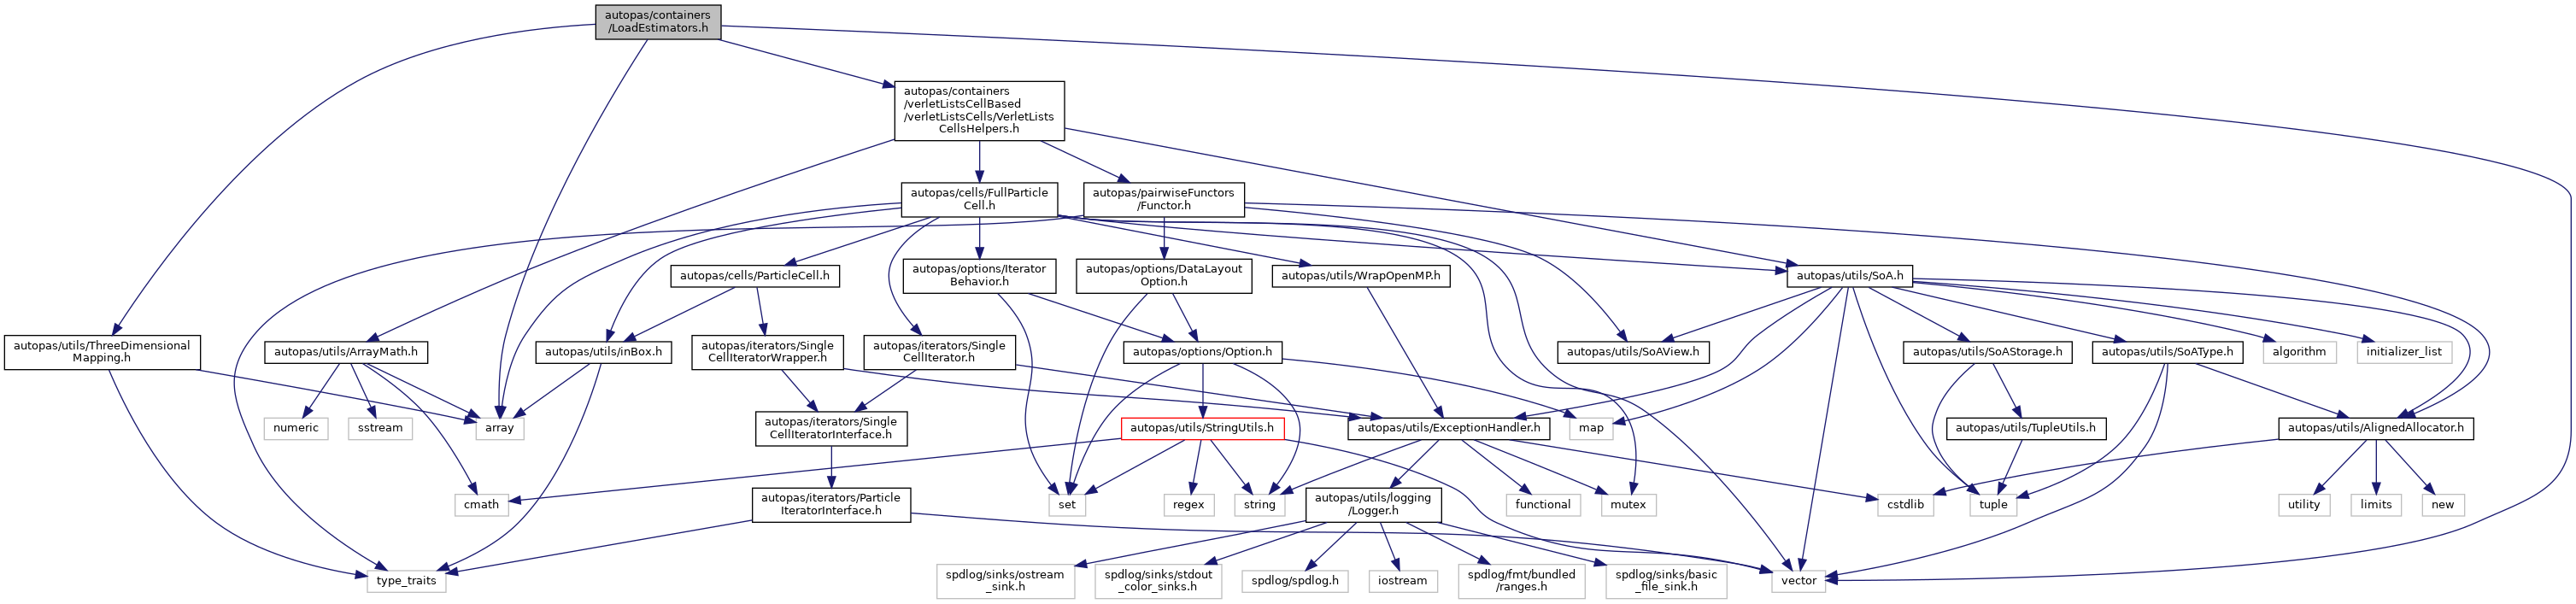 autopas/containers
/LoadEstimators.h
autopas/containers
/verletListsCellBased
/verletListsCells/VerletLists
CellsHelpers.h
autopas/cells/FullParticle
Cell.h
autopas/pairwiseFunctors
/Functor.h
autopas/cells/ParticleCell.h
autopas/options/Iterator
Behavior.h
autopas/options/DataLayout
Option.h
autopas/utils/WrapOpenMP.h
autopas/utils/SoA.h
autopas/utils/ThreeDimensional
Mapping.h
autopas/utils/ArrayMath.h
autopas/utils/inBox.h
autopas/iterators/Single
CellIteratorWrapper.h
autopas/iterators/Single
CellIterator.h
autopas/options/Option.h
autopas/utils/SoAView.h
autopas/utils/SoAStorage.h
autopas/utils/SoAType.h
algorithm
initializer_list
numeric
sstream
array
autopas/iterators/Single
CellIteratorInterface.h
autopas/utils/StringUtils.h
autopas/utils/ExceptionHandler.h
map
autopas/utils/TupleUtils.h
autopas/utils/AlignedAllocator.h
cmath
autopas/iterators/Particle
IteratorInterface.h
set
regex
string
autopas/utils/logging
/Logger.h
functional
mutex
cstdlib
tuple
utility
limits
new
type_traits
spdlog/sinks/ostream
_sink.h
spdlog/sinks/stdout
_color_sinks.h
spdlog/spdlog.h
iostream
spdlog/fmt/bundled
/ranges.h
spdlog/sinks/basic
_file_sink.h
vector